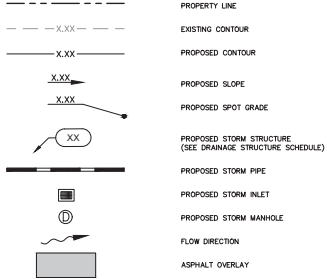 PROPERTY LINE
X.XX EXISTING CONTOUR
X.XX PROPOSED CONTOUR
X.XX PROPOSED SLOPE
X.XX PROPOSED SPOT GRADE
XX PROPOSED STORM STRUCTURE
(SEE DRAINAGE STRUCTURE SCHEDULE)
PROPOSED STORM PIPE
PROPOSED STORM INLET
D PROPOSED STORM MANHOLE
FLOW DIRECTION
ASPHALT OVERLAY